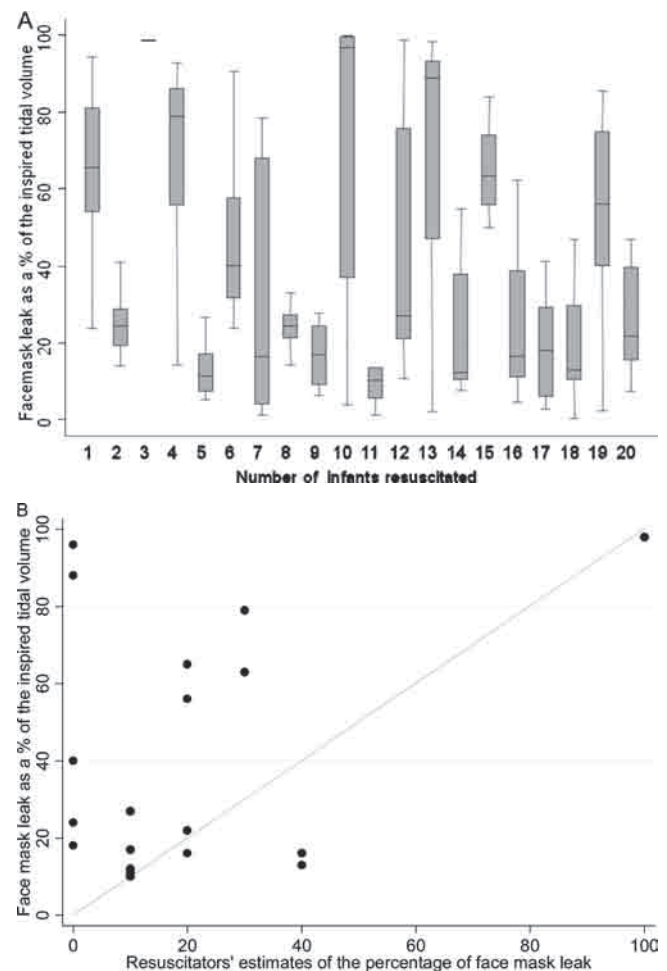 A
Facemask leak as a % of the inspired tidal volume
100
80
60
40
20
0
1 2 3 4 5 6 7 8 9 10 11 12 13 14 15 16 17 18 19 20
Number of infants resuscitated
B
Face mask leak as a % of the inspired tidal volume
100
80
60
40
20
0
0 20 40 60 80 100
Resuscitators' estimates of the percentage of face mask leak